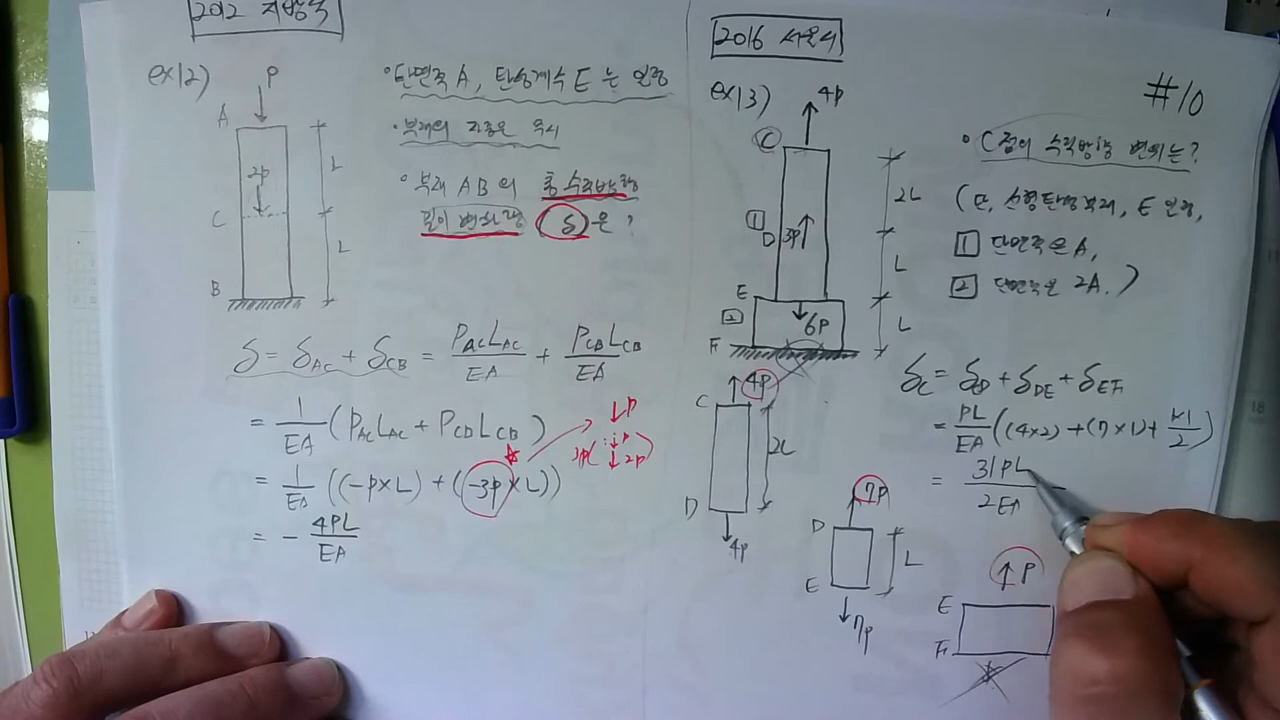 2012 지방직
ex12)
P
A
2P
L
C
L
B
• 단면적 A, 탄성계수 E 는 일정
• 부재의 자중은 무시
• 부재 AB의 총 수직방향
길이 변화량 (δ)은?
δ = δAC + δCB = PACLAC/EA + PCBLCB/EA
= 1/EA (PACLAC + PCBLCB)
= 1/EA ((-P×L) + (-3P×L))
= - 4PL/EA
↓P
3P(↓P
↓2P)
2016 서울시
ex13)
#10
4P
C
1
D 3P
2L
L
E
2
6P
L
F
• C점의 수직방향 변위는?
(단, 선형탄성부재, E 일정,
1 단면적은 A,
2 단면적은 2A.)
δC = δCD + δDE + δEF
= PL/EA ((4×2) + (7×1) + 1×1/2)
= 31PL/2EA
4P
C
2L
D
4P
7P
D
L
E
7P
P
E
F